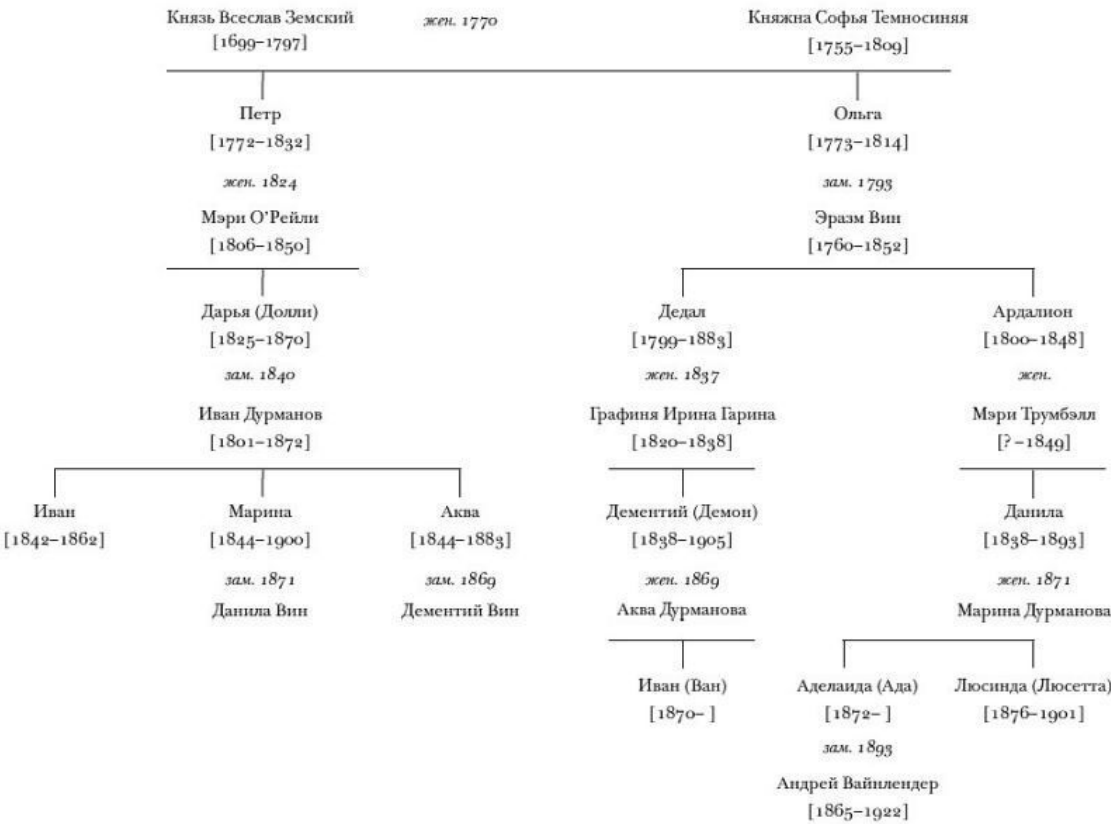 Князь Всеслав Земский
жен. 1770
Княжна Софья Темносиняя
[1699–1797]
[1755–1809]
Петр
Ольга
[1772–1832]
[1773–1814]
жен. 1824
зам. 1793
Мэри О’Рейли
Эразм Вин
[1806–1850]
[1760–1852]
Дарья (Долли)
Дедал
Ардалион
[1825–1870]
[1799–1883]
[1800–1848]
зам. 1840
жен. 1837
жен.
Иван Дурманов
Графиня Ирина Гарина
Мэри Трумбэлл
[1801–1872]
[1820–1838]
[? –1849]
Иван
Марина
Аква
Дементий (Демон)
Данила
[1842–1862]
[1844–1900]
[1844–1883]
[1838–1905]
[1838–1893]
зам. 1871
зам. 1869
жен. 1869
жен. 1871
Данила Вин
Дементий Вин
Аква Дурманова
Марина Дурманова
Иван (Ван)
Аделаида (Ада)
Люсинда (Люсетта)
[1870– ]
[1872– ]
[1876–1901]
зам. 1893
Андрей Вайнлендер
[1865–1922]